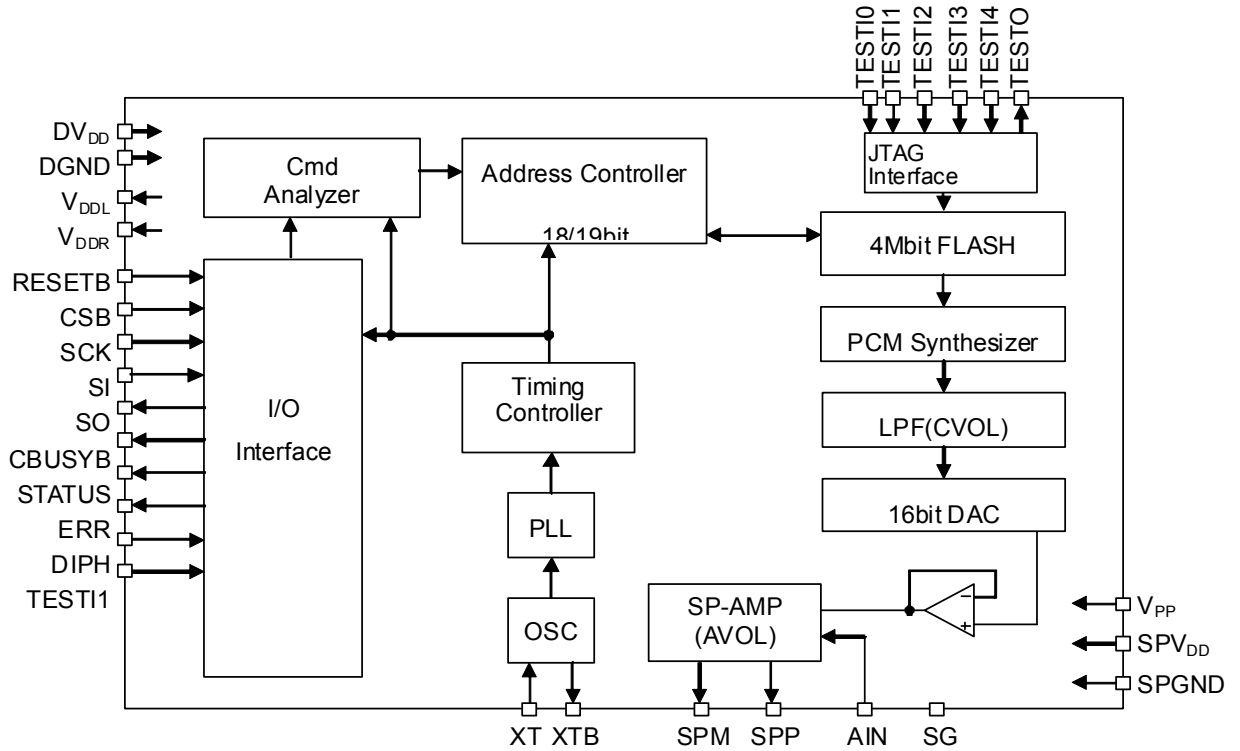 TESTI0
TESTI1
TESTI2
TESTI3
TESTI4
TESTO
DVDD
DGND
VDDL
VDDR
RESETB
CSB
SCK
SI
SO
CBUSYB
STATUS
ERR
DIPH
TESTI1
Cmd
Analyzer
Address Controller
18/19bit
JTAG
Interface
4Mbit FLASH
PCM Synthesizer
LPF(CVOL)
16bit DAC
I/O
Interface
Timing
Controller
PLL
OSC
SP-AMP
(AVOL)
−
+
VPP
SPVDD
SPGND
XT
XTB
SPM
SPP
AIN
SG